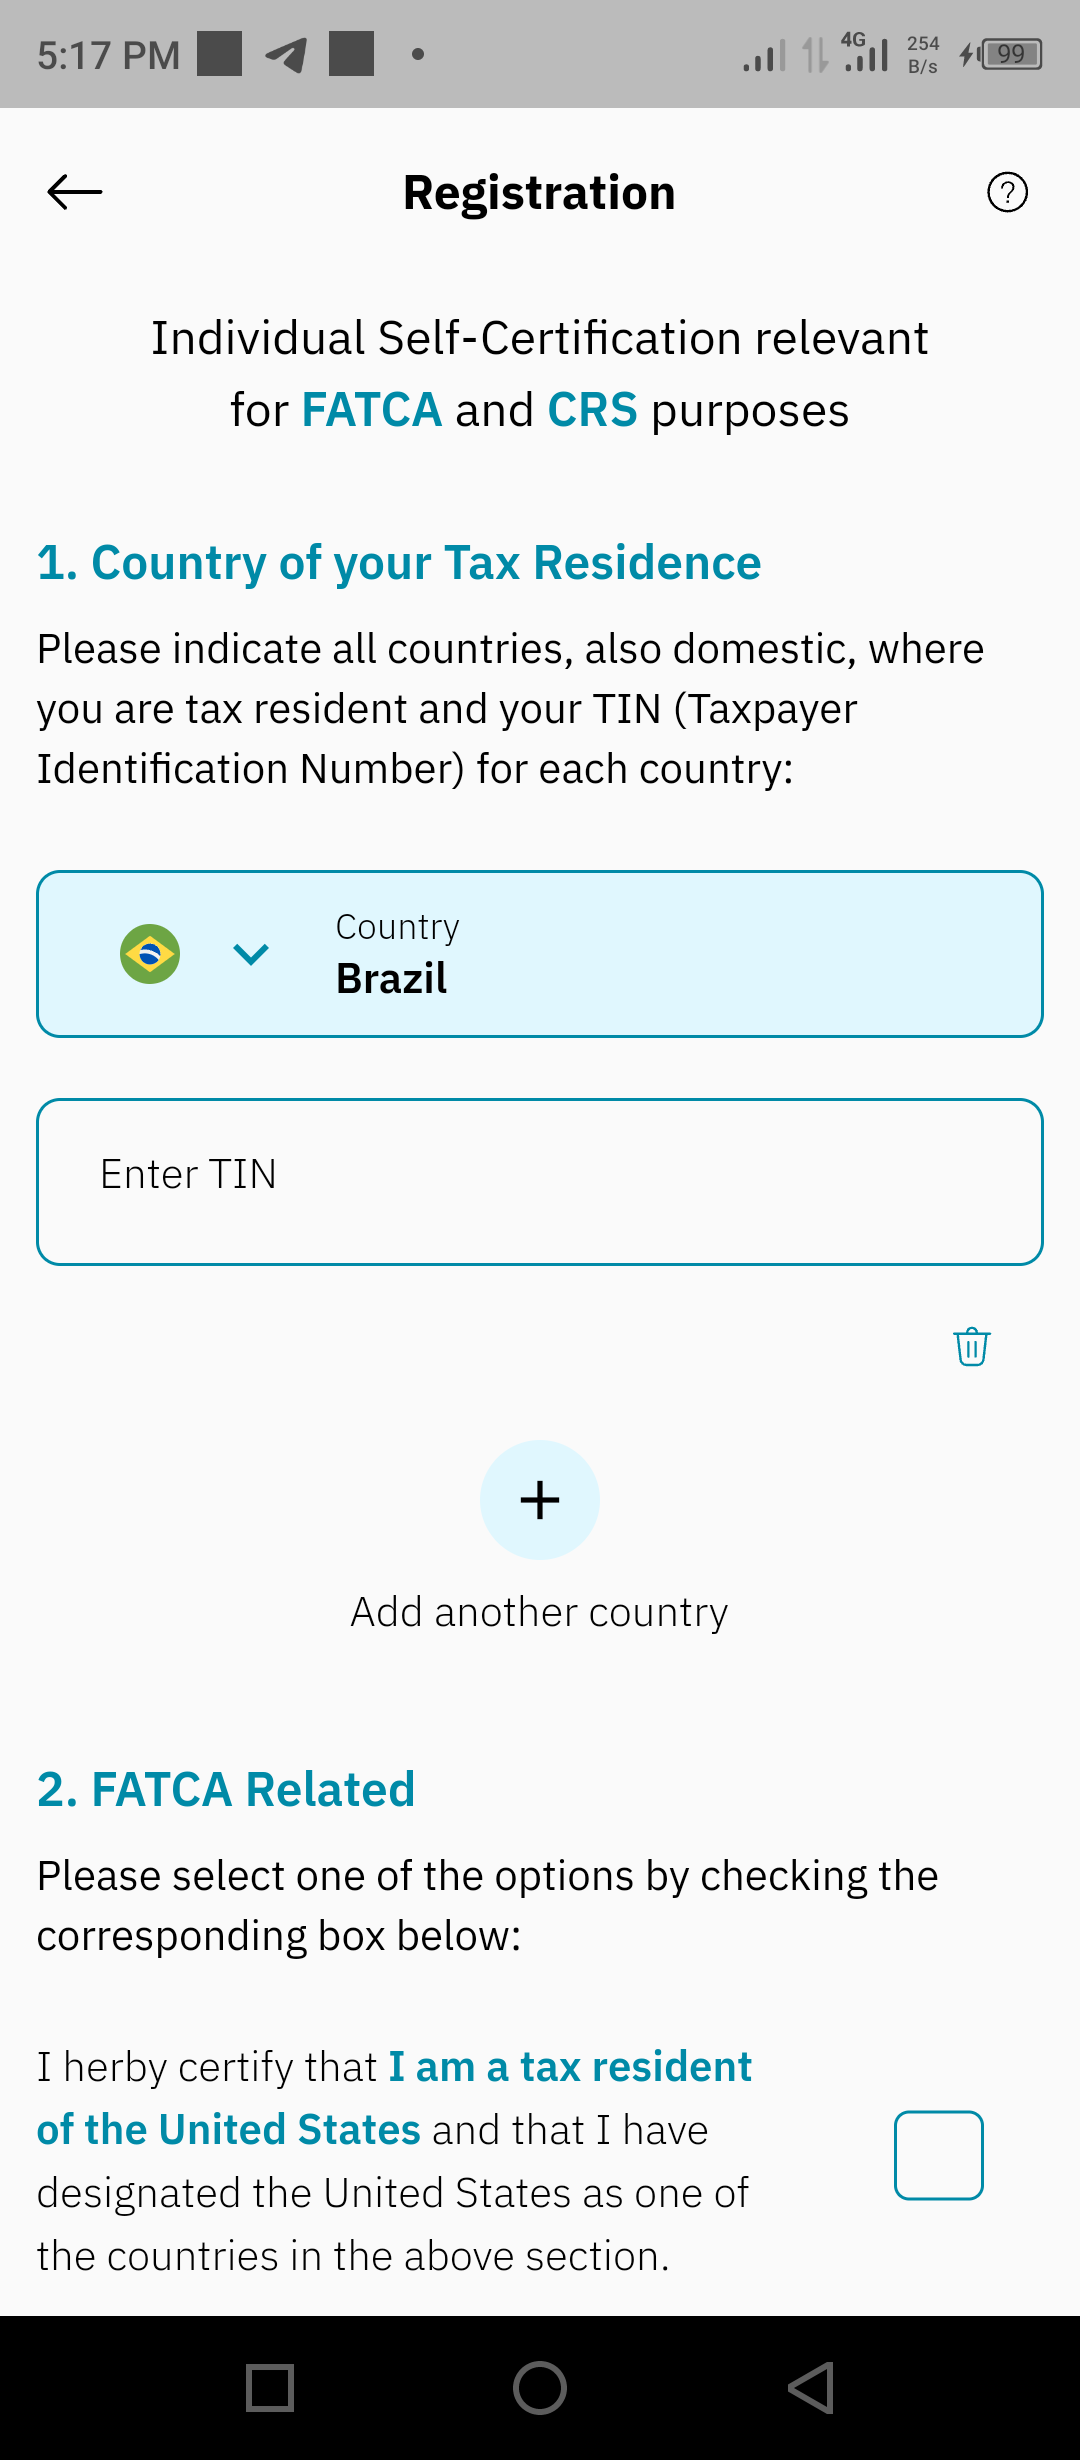 5:17 PM
4G
254
B/s
99
Registration
Individual Self-Certification relevant
for FATCA and CRS purposes
1. Country of your Tax Residence
Please indicate all countries, also domestic, where
you are tax resident and your TIN (Taxpayer
Identification Number) for each country:
Country
Brazil
Enter TIN
Add another country
2. FATCA Related
Please select one of the options by checking the
corresponding box below:
I herby certify that I am a tax resident
of the United States and that I have
designated the United States as one of
the countries in the above section.